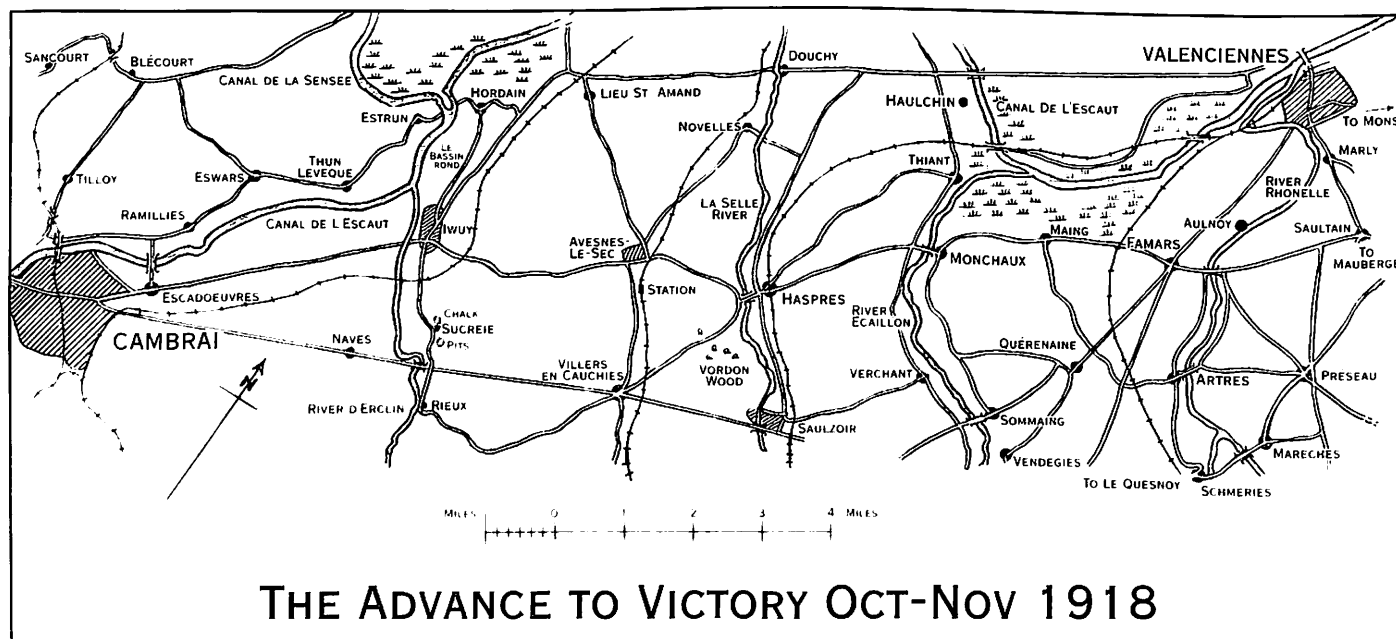 SANCOURT
BLÉCOURT
CANAL DE LA SENSÉE
HORDAIN
ESTRUN
LIEU ST AMAND
DOUCHY
HAULCHIN
CANAL DE L'ESCAUT
VALENCIENNES
TO MONS
MARLY
NOVELLES
LE
BASSIN
ROND
THUN
LEVEQUE
TILLOY
ESWARS
RAMILLIES
CANAL DE L'ESCAUT
IWUY
THIANT
LA SELLE
RIVER
RIVER
RHONELLE
AULNOY
SAULTAIN
TO
MAUBERGE
AVESNES-
LE-SEC
MAING
FAMARS
MONCHAUX
ESCADOEUVRES
STATION
HASPRES
CHALK
SUCREIE
PITS
RIVER
ECAILLON
CAMBRAI
NAVES
N
VILLERS
EN CAUCHIES
VORDON
WOOD
QUÉRENAINE
VERCHANT
ARTRES
PRESEAU
RIVER D'ERCLIN
RIEUX
SAULZOIR
SOMMAING
VENDEGIES
MARECHES
TO LE QUESNOY
SCHMERIES
MILES 0 1 2 3 4 MILES
THE ADVANCE TO VICTORY OCT-NOV 1918